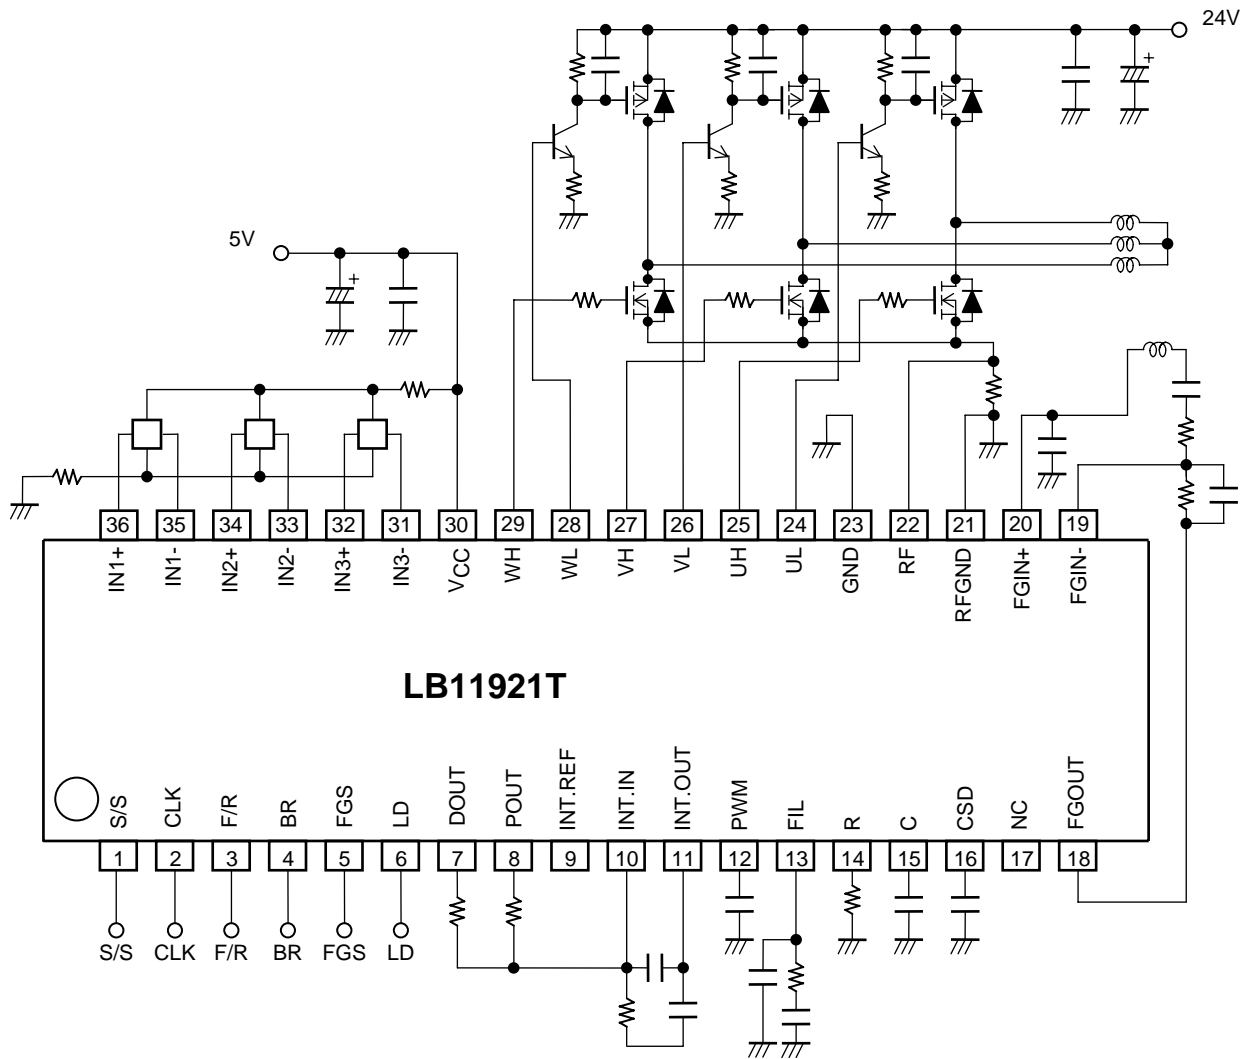 24V
5V
36 35 34 33 32 31 30 29 28 27 26 25 24 23 22 21 20 19
IN1+ IN1- IN2+ IN2- IN3+ IN3- VCC WH WL VH VL UH UL GND RF RFGND FGIN+ FGIN-
LB11921T
S/S CLK F/R BR FGS LD DOUT POUT INT.REF INT.IN INT.OUT PWM FIL R C CSD NC FGOUT
1 2 3 4 5 6 7 8 9 10 11 12 13 14 15 16 17 18
S/S CLK F/R BR FGS LD
+
+